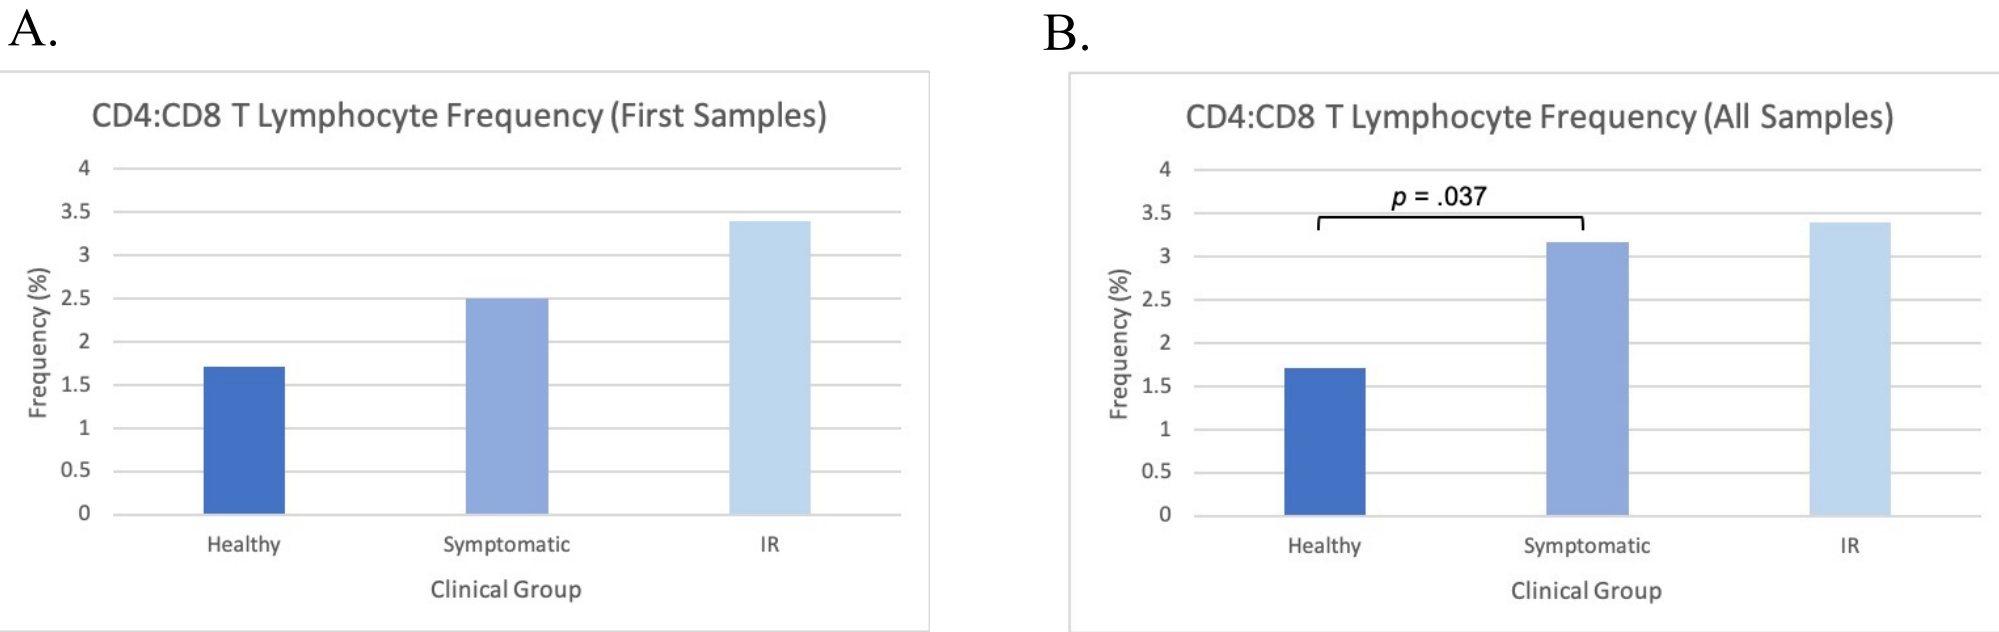 A.
CD4:CD8 T Lymphocyte Frequency (First Samples)
4
3.5
3
2.5
2
1.5
1
0.5
0
Frequency (%)
Healthy
Symptomatic
IR
Clinical Group
B.
CD4:CD8 T Lymphocyte Frequency (All Samples)
4
3.5
3
2.5
2
1.5
1
0.5
0
p = .037
Frequency (%)
Healthy
Symptomatic
IR
Clinical Group